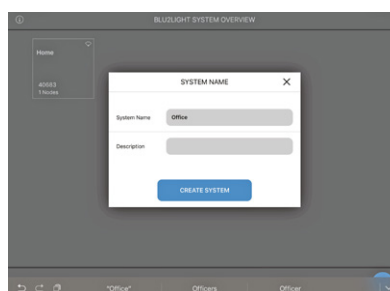 BLU2LIGHT SYSTEM OVERVIEW
Home
40663
1 Nodes
SYSTEM NAME
System Name Office
Description
CREATE SYSTEM
"Office" Officers Officer